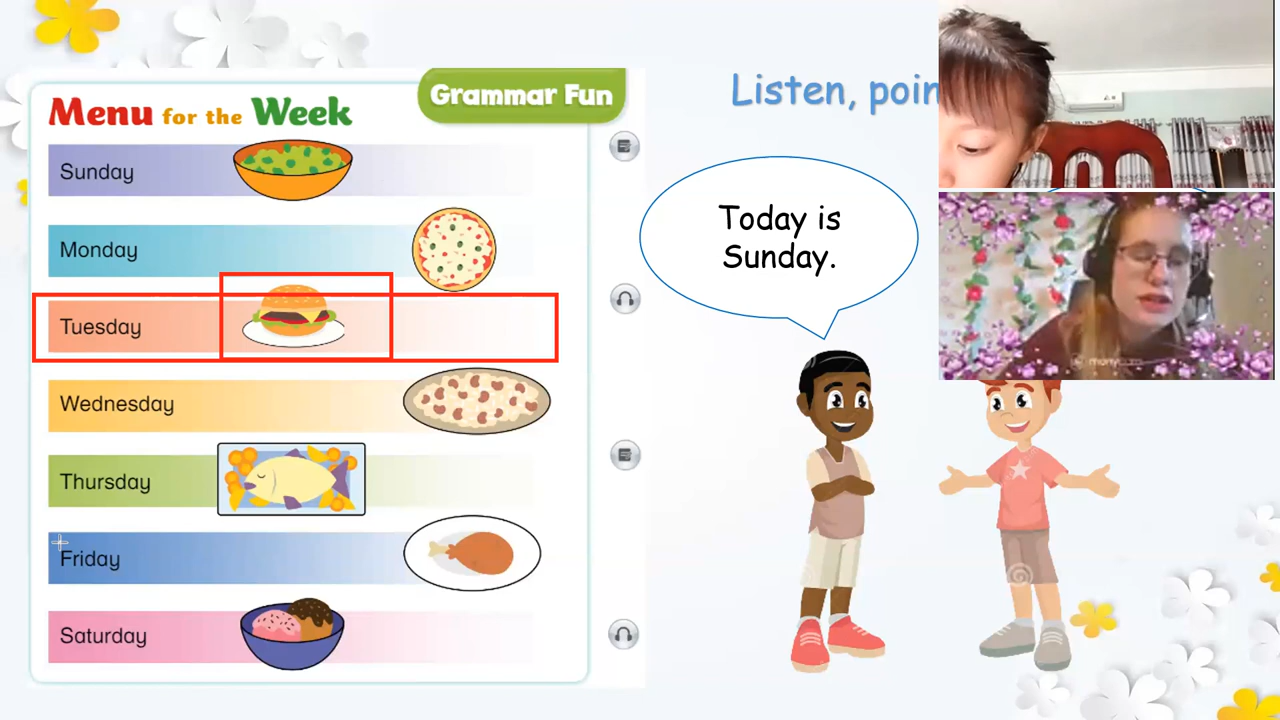 Menu for the Week
Grammar Fun
Sunday
Monday
Tuesday
Wednesday
Thursday
Friday
Saturday
Listen, poin
Today is
Sunday.